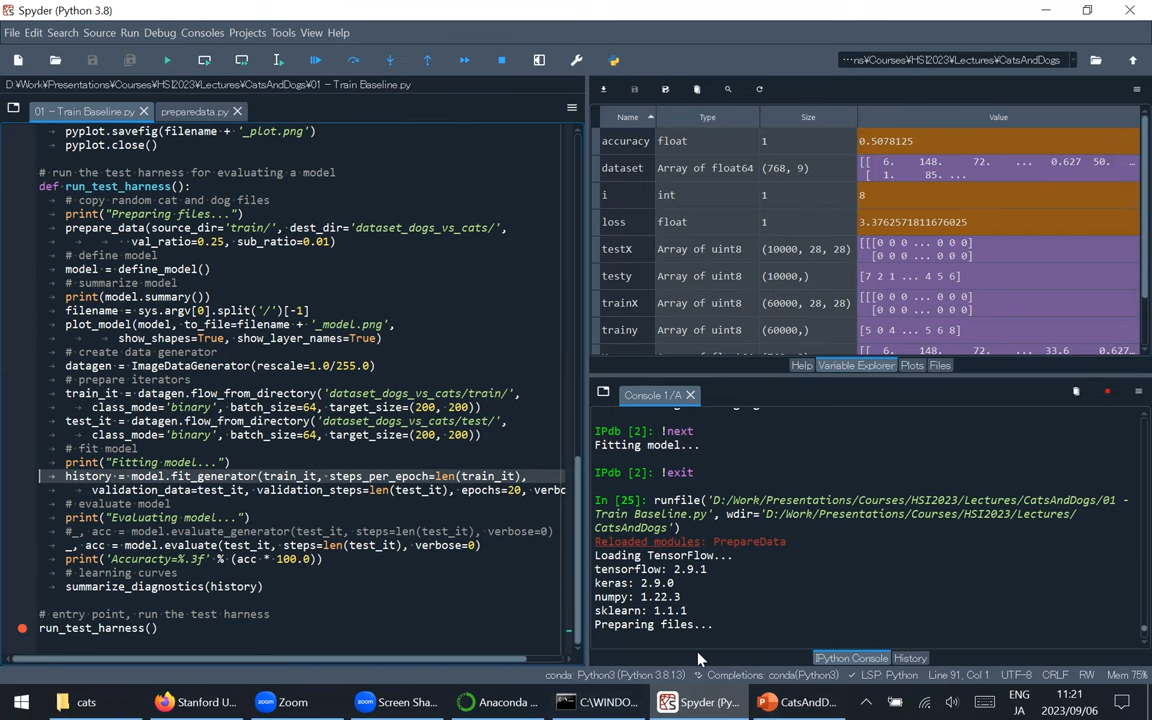 Spyder (Python 3.8)
File Edit Search Source Run Debug Consoles Projects Tools View Help
···ns¥Courses¥HSI2023¥Lectures¥CatsAndDogs
D:¥Work¥Presentations¥Courses¥HSI2023¥Lectures¥CatsAndDogs¥01 - Train Baseline.py
01 - Train Baseline.py
preparedata.py
pyplot.savefig(filename + '_plot.png')
pyplot.close()
# run the test harness for evaluating a model
def run_test_harness():
# copy random cat and dog files
print("Preparing files...")
prepare_data(source_dir='train/', dest_dir='dataset_dogs_vs_cats/',
val_ratio=0.25, sub_ratio=0.01)
# define model
model = define_model()
# summarize model
print(model.summary())
filename = sys.argv[0].split('/')[-1]
plot_model(model, to_file=filename + '_model.png',
show_shapes=True, show_layer_names=True)
# create data generator
datagen = ImageDataGenerator(rescale=1.0/255.0)
# prepare iterators
train_it = datagen.flow_from_directory('dataset_dogs_vs_cats/train/',
class_mode='binary', batch_size=64, target_size=(200, 200))
test_it = datagen.flow_from_directory('dataset_dogs_vs_cats/test/',
class_mode='binary', batch_size=64, target_size=(200, 200))
# fit model
print("Fitting model...")
history = model.fit_generator(train_it, steps_per_epoch=len(train_it),
validation_data=test_it, validation_steps=len(test_it), epochs=20, verbo
# evaluate model
print("Evaluating model...")
#_, acc = model.evaluate_generator(test_it, steps=len(test_it), verbose=0)
_, acc = model.evaluate(test_it, steps=len(test_it), verbose=0)
print('Accuracty=%.3f' % (acc * 100.0))
# learning curves
summarize_diagnostics(history)
# entry point, run the test harness
run_test_harness()
Name Type Size Value
accuracy float 1 0.5078125
dataset Array of float64 (768, 9) [[ 6. 148. 72. ... 0.627 50. …
[ 1. 85. ...
i int 1 8
loss float 1 3.3762571811676025
testX Array of uint8 (10000, 28, 28) [[[0 0 0 ... 0 0 0]
[0 0 0 ... 0 0 0]
testy Array of uint8 (10000,) [7 2 1 ... 4 5 6]
trainX Array of uint8 (60000, 28, 28) [[[0 0 0 ... 0 0 0]
[0 0 0 ... 0 0 0]
trainy Array of uint8 (60000,) [5 0 4 ... 5 6 8]
[[ 6. 148. 72. ... 33.6 0.627…
Help Variable Explorer Plots Files
Console 1/A
IPdb [2]: !next
Fitting model...
IPdb [2]: !exit
In [25]: runfile('D:/Work/Presentations/Courses/HSI2023/Lectures/CatsAndDogs/01 -
Train Baseline.py', wdir='D:/Work/Presentations/Courses/HSI2023/Lectures/
CatsAndDogs')
Reloaded modules: PrepareData
Loading TensorFlow...
tensorflow: 2.9.1
keras: 2.9.0
numpy: 1.22.3
sklearn: 1.1.1
Preparing files...
IPython Console History
conda: Python3 (Python 3.8.13) Completions: conda(Python3) LSP: Python Line 91, Col 1 UTF-8 CRLF RW Mem 75%
cats
Stanford U...
Zoom
Screen Sha...
Anaconda ...
C:\WINDO...
Spyder (Py...
CatsAndD...
ENG
JA
11:21
2023/09/06